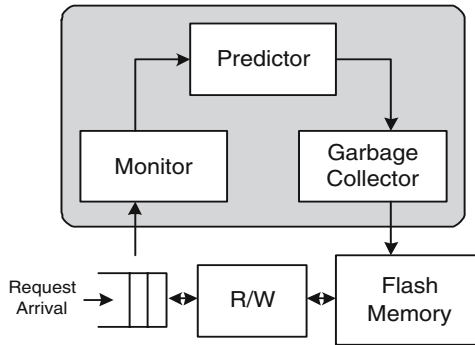 Predictor
Monitor
Garbage
Collector
Request
Arrival
R/W
Flash
Memory